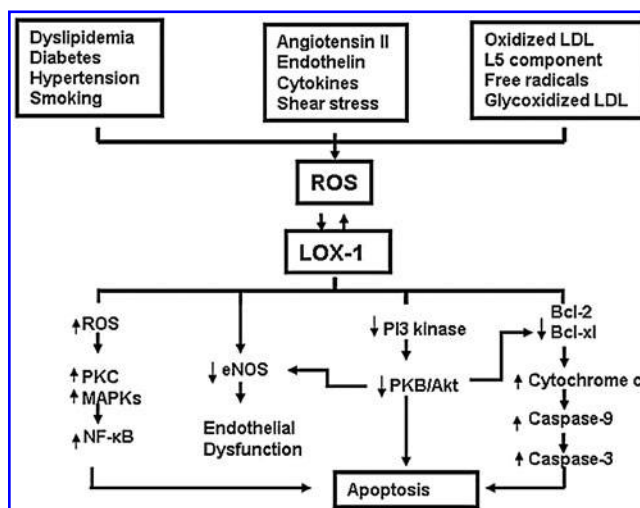 Dyslipidemia
Diabetes
Hypertension
Smoking
Angiotensin II
Endothelin
Cytokines
Shear stress
Oxidized LDL
L5 component
Free radicals
Glycoxidized LDL
ROS
LOX-1
↑ROS
↑PKC
↑MAPKs
↑NF-κB
↓eNOS
Endothelial
Dysfunction
↓PI3 kinase
↓PKB/Akt
Bcl-2
↓Bcl-xl
↑Cytochrome c
↑Caspase-9
↑Caspase-3
Apoptosis